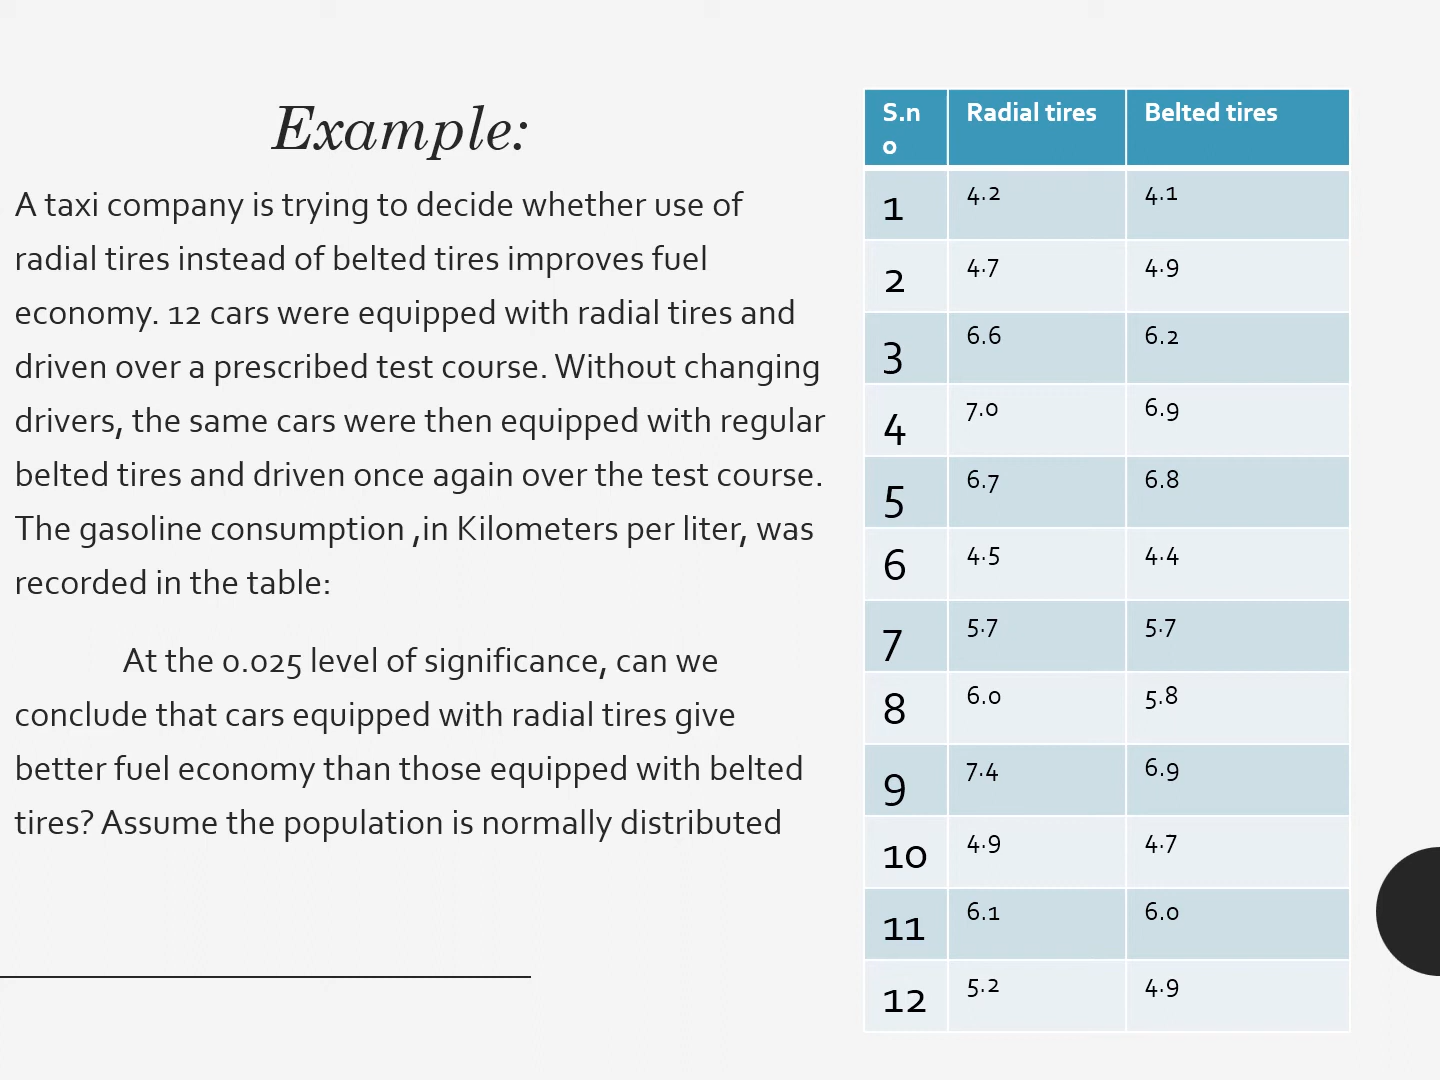 Example:
A taxi company is trying to decide whether use of
radial tires instead of belted tires improves fuel
economy. 12 cars were equipped with radial tires and
driven over a prescribed test course. Without changing
drivers, the same cars were then equipped with regular
belted tires and driven once again over the test course.
The gasoline consumption ,in Kilometers per liter, was
recorded in the table:
At the 0.025 level of significance, can we
conclude that cars equipped with radial tires give
better fuel economy than those equipped with belted
tires? Assume the population is normally distributed
S.n
o Radial tires Belted tires
1 4.2 4.1
2 4.7 4.9
3 6.6 6.2
4 7.0 6.9
5 6.7 6.8
6 4.5 4.4
7 5.7 5.7
8 6.0 5.8
9 7.4 6.9
10 4.9 4.7
11 6.1 6.0
12 5.2 4.9